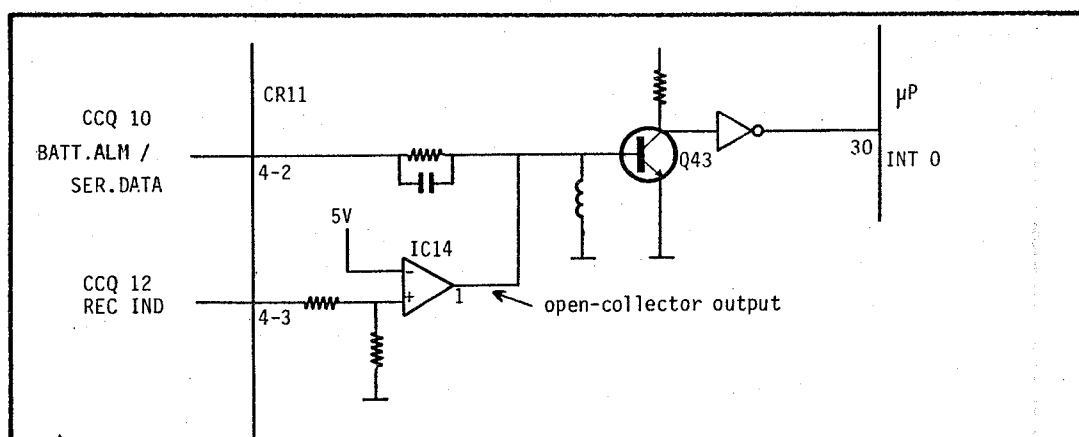 CR11
CCQ 10
BATT.ALM /
SER.DATA
4-2
5V
IC14
-
+
1
CCQ 12
REC IND
4-3
open-collector output
Q43
µP
30
INT 0